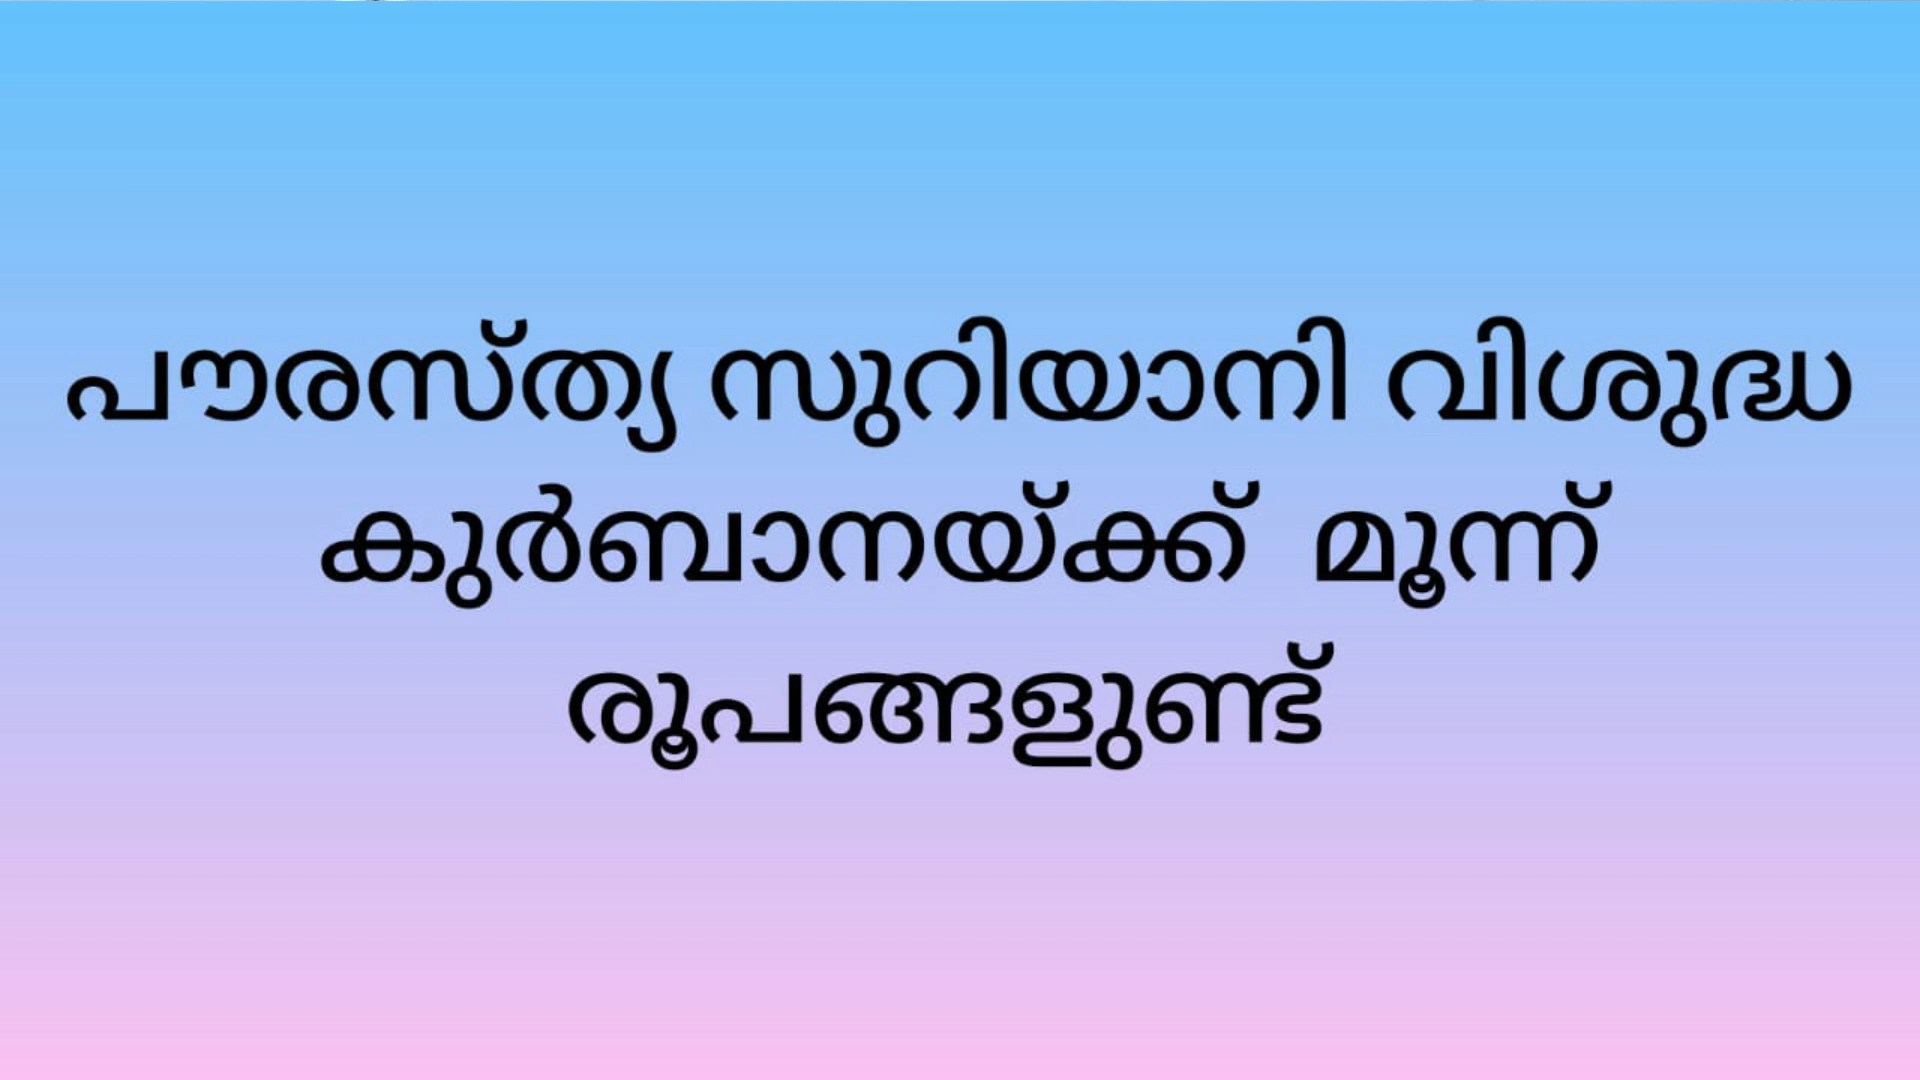 പൗരസ്ത്യ സുറിയാനി വിശുദ്ധ
കുർബാനയ്ക്ക് മൂന്ന്
രൂപങ്ങളുണ്ട്